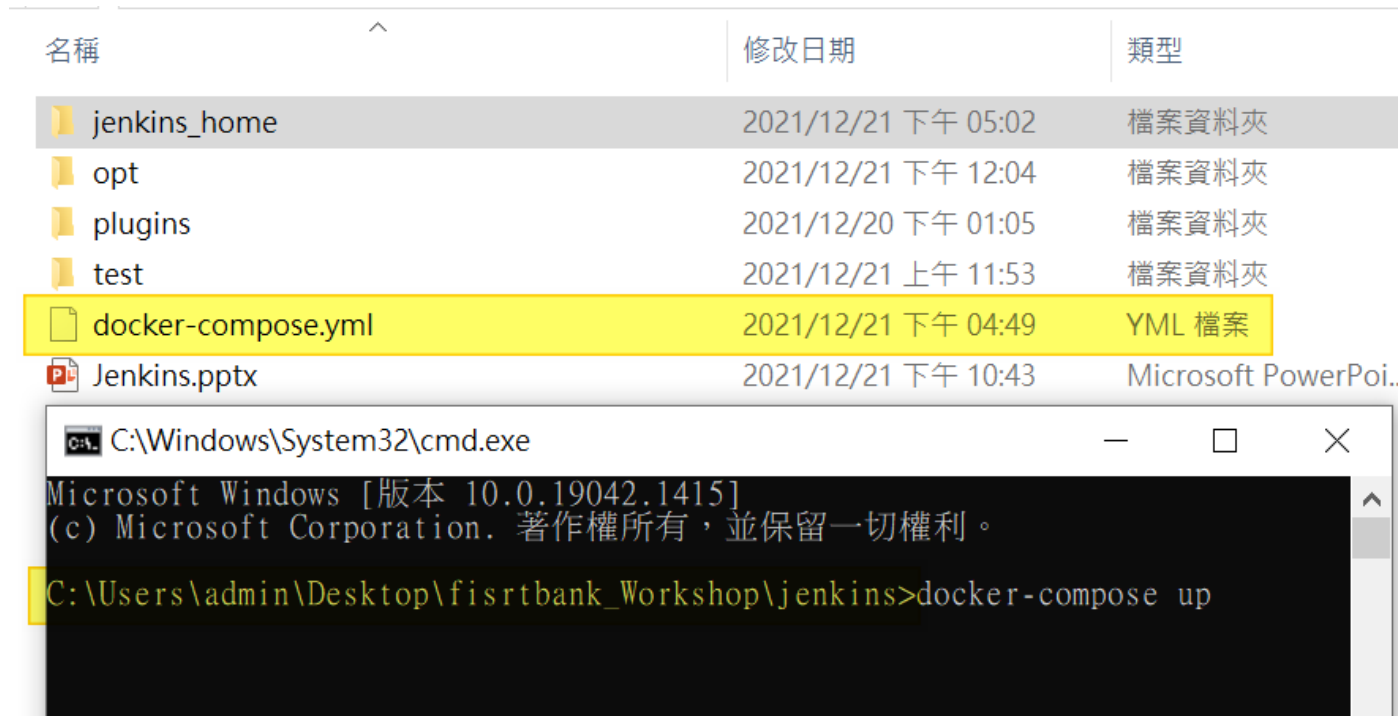 名稱 修改日期 類型
jenkins_home 2021/12/21 下午 05:02 檔案資料夾
opt 2021/12/21 下午 12:04 檔案資料夾
plugins 2021/12/20 下午 01:05 檔案資料夾
test 2021/12/21 上午 11:53 檔案資料夾
docker-compose.yml 2021/12/21 下午 04:49 YML 檔案
Jenkins.pptx 2021/12/21 下午 10:43 Microsoft PowerPoi...
C:\Windows\System32\cmd.exe
Microsoft Windows [版本 10.0.19042.1415]
(c) Microsoft Corporation. 著作權所有，並保留一切權利。
C:\Users\admin\Desktop\fisrtbank_Workshop\jenkins>docker-compose up